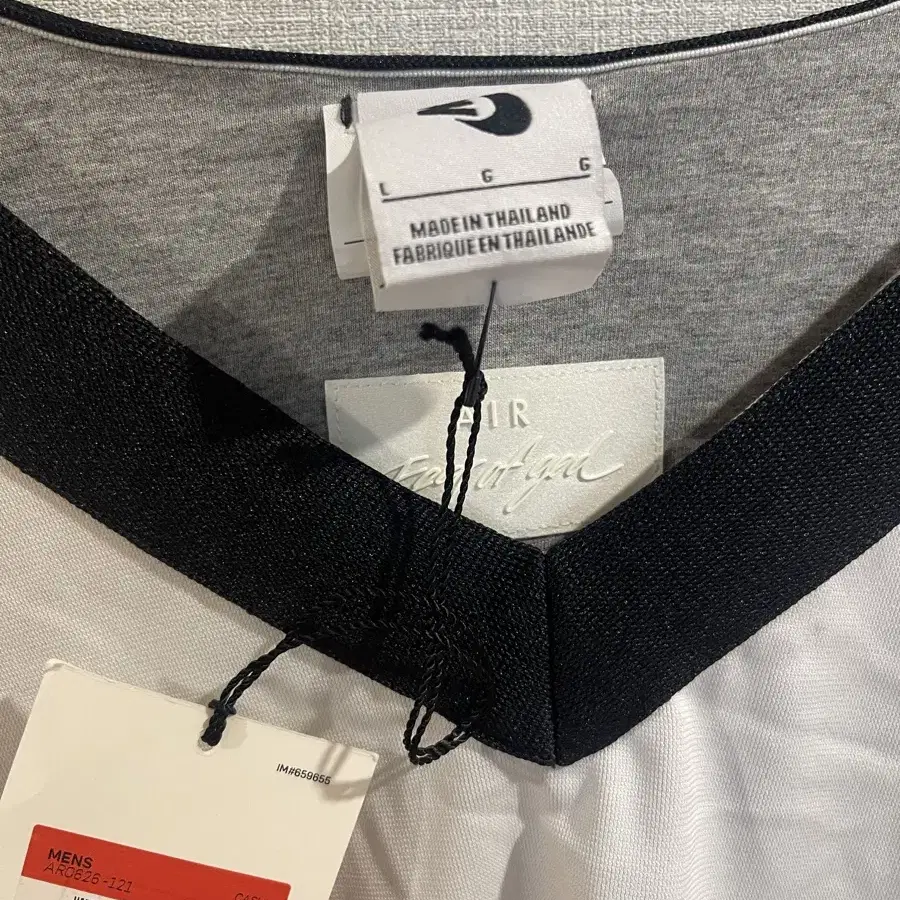 L G G
MADE IN THAILAND
FABRIQUE EN THAILANDE
AIR
IM#659655
MENS
AR0626-121